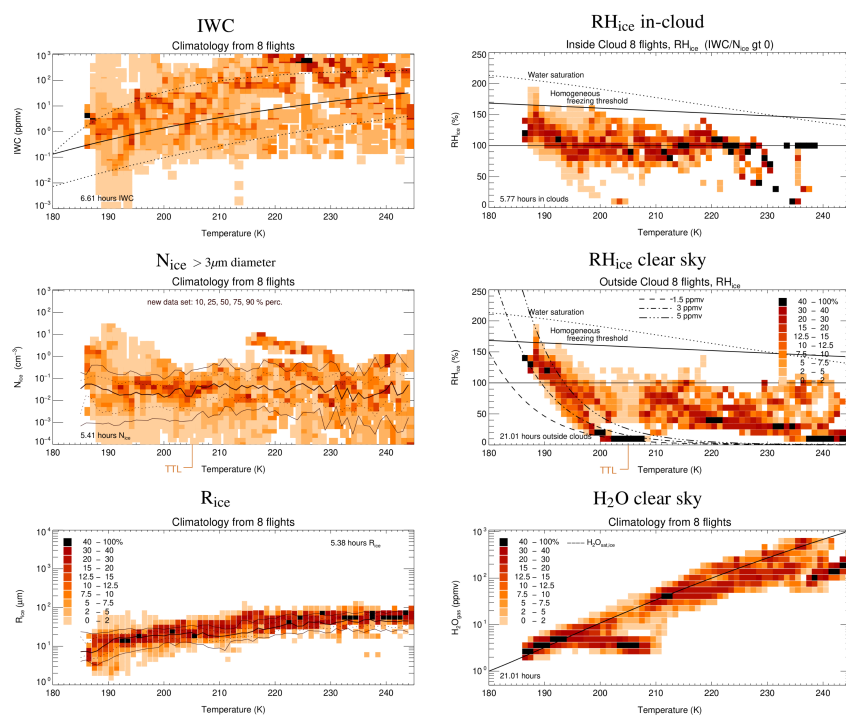 IWC
Climatology from 8 flights
10³
10²
10¹
10⁰
10⁻¹
10⁻²
10⁻³
IWC (ppmv)
6.61 hours IWC
180 190 200 210 220 230 240
Temperature (K)
RHice in-cloud
Inside Cloud 8 flights, RHice (IWC/Nice gt 0)
250
200
150
100
50
0
RHice (%)
Water saturation
Homogeneous
freezing threshold
5.77 hours in clouds
180 190 200 210 220 230 240
Temperature (K)
Nice > 3µm diameter
Climatology from 8 flights
new data set: 10, 25, 50, 75, 90 % perc.
10³
10²
10¹
10⁰
10⁻¹
10⁻²
10⁻³
10⁻⁴
Nice (cm⁻³)
5.41 hours Nice
180 190 200 210 220 230 240
TTL
Temperature (K)
RHice clear sky
Outside Cloud 8 flights, RHice
250
200
150
100
50
0
RHice (%)
1.5 ppmv
3 ppmv
5 ppmv
Water saturation
Homogeneous
freezing threshold
40 – 100%
30 – 40
20 – 30
15 – 20
12.5 – 15
10 – 12.5
7.5 – 10
5 – 7.5
2 – 5
0 – 2
21.01 hours outside clouds
180 190 200 210 220 230 240
TTL
Temperature (K)
Rice
Climatology from 8 flights
10⁴
10³
10²
10¹
10⁰
Rice (µm)
40 – 100%
30 – 40
20 – 30
15 – 20
12.5 – 15
10 – 12.5
7.5 – 10
5 – 7.5
2 – 5
0 – 2
5.38 hours Rice
180 190 200 210 220 230 240
Temperature (K)
H₂O clear sky
Climatology from 8 flights
10³
10²
10¹
10⁰
H₂Ogas (ppmv)
40 – 100%
30 – 40
20 – 30
15 – 20
12.5 – 15
10 – 12.5
7.5 – 10
5 – 7.5
2 – 5
0 – 2
H₂Osat,ice
21.01 hours
180 190 200 210 220 230 240
Temperature (K)